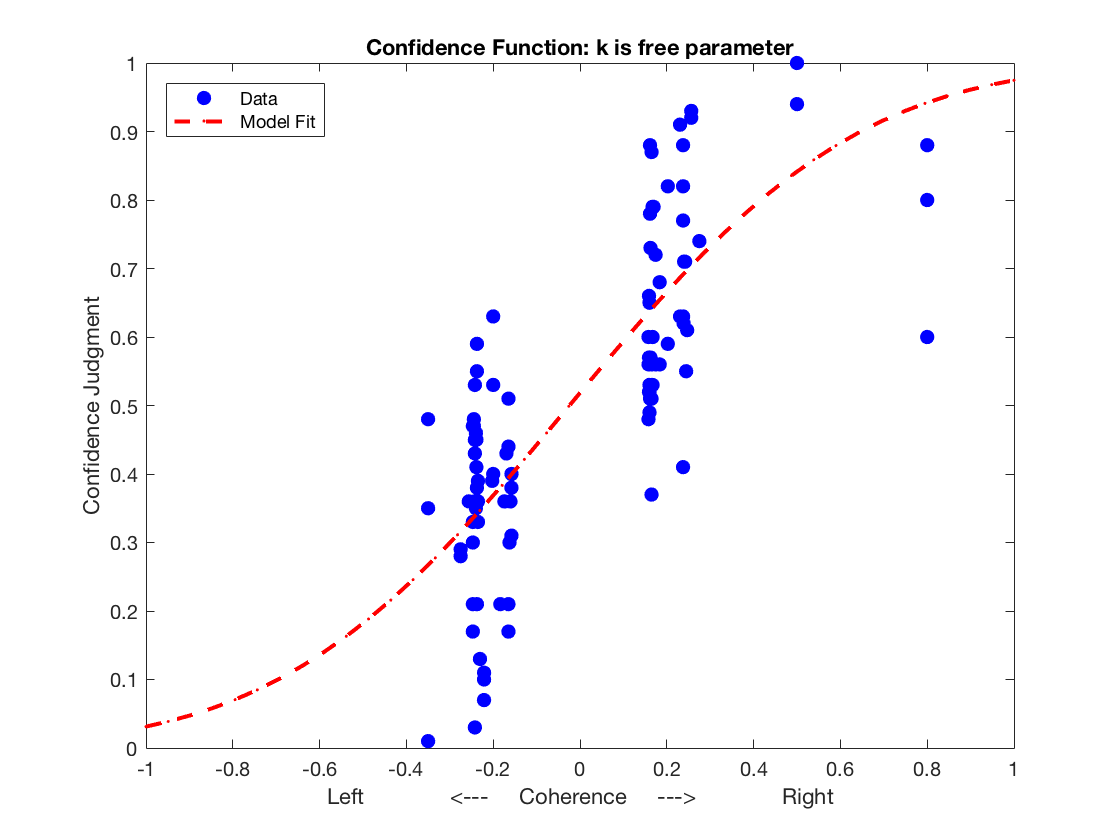 Confidence Function: k is free parameter
Data
Model Fit
1
0.9
0.8
0.7
0.6
0.5
0.4
0.3
0.2
0.1
0
Confidence Judgment
-1 -0.8 -0.6 -0.4 -0.2 0 0.2 0.4 0.6 0.8 1
Left <--- Coherence ---> Right